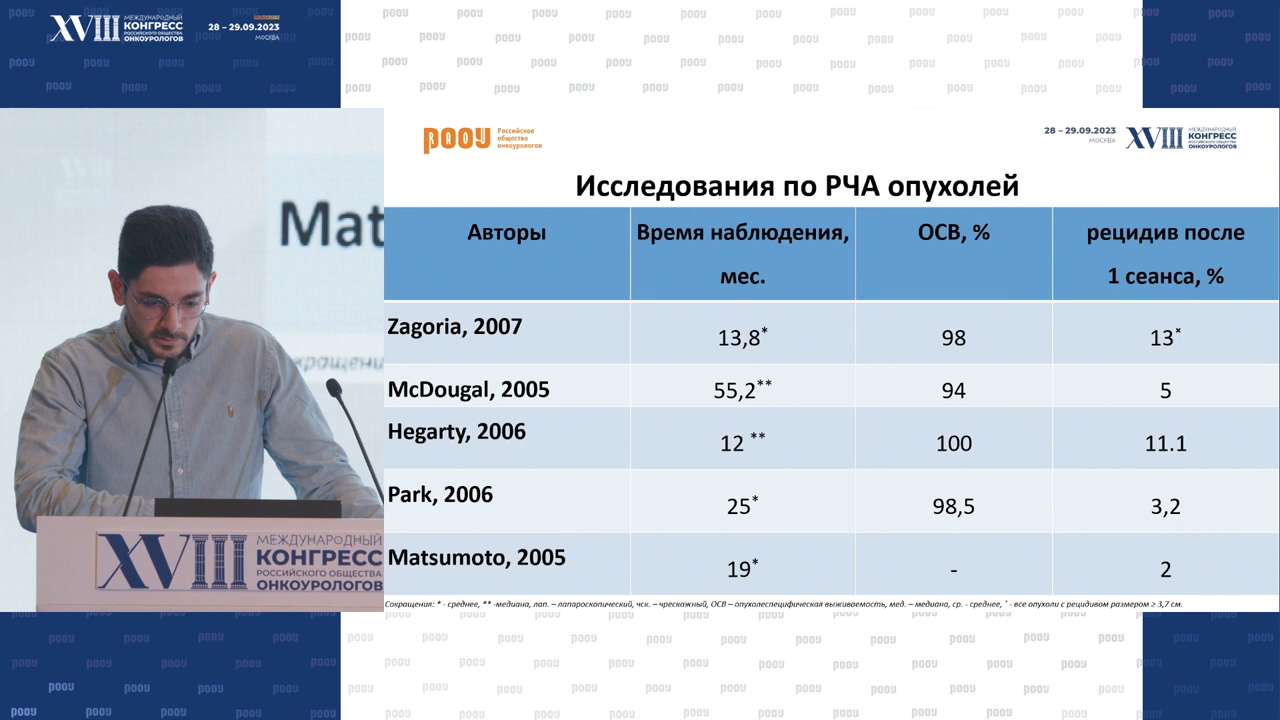 XVIII МЕЖДУНАРОДНЫЙ
КОНГРЕСС
РОССИЙСКОГО ОБЩЕСТВА
ОНКОУРОЛОГОВ
28 – 29.09.2023
МОСКВА
РООУ Российское
общество
онкоурологов
28 – 29.09.2023
МОСКВА
XVIII МЕЖДУНАРОДНЫЙ
КОНГРЕСС
РОССИЙСКОГО ОБЩЕСТВА
ОНКОУРОЛОГОВ
Исследования по РЧА опухолей
Авторы Время наблюдения, мес. ОСВ, % рецидив после 1 сеанса, %
Zagoria, 2007 13,8* 98 13*
McDougal, 2005 55,2** 94 5
Hegarty, 2006 12 ** 100 11.1
Park, 2006 25* 98,5 3,2
Matsumoto, 2005 19* - 2
Сокращения: * - среднее, ** -медиана, лап. – лапароскопический, чск. – чрескожный, ОСВ – опухолеспецифическая выживаемость, мед. – медиана, ср. - среднее, * - все опухоли с рецидивом размером ≥ 3,7 см.
Mat
XVIII МЕЖДУНАРОДНЫЙ
КОНГРЕСС
РОССИЙСКОГО ОБЩЕСТВА
ОНКОУРОЛОГОВ